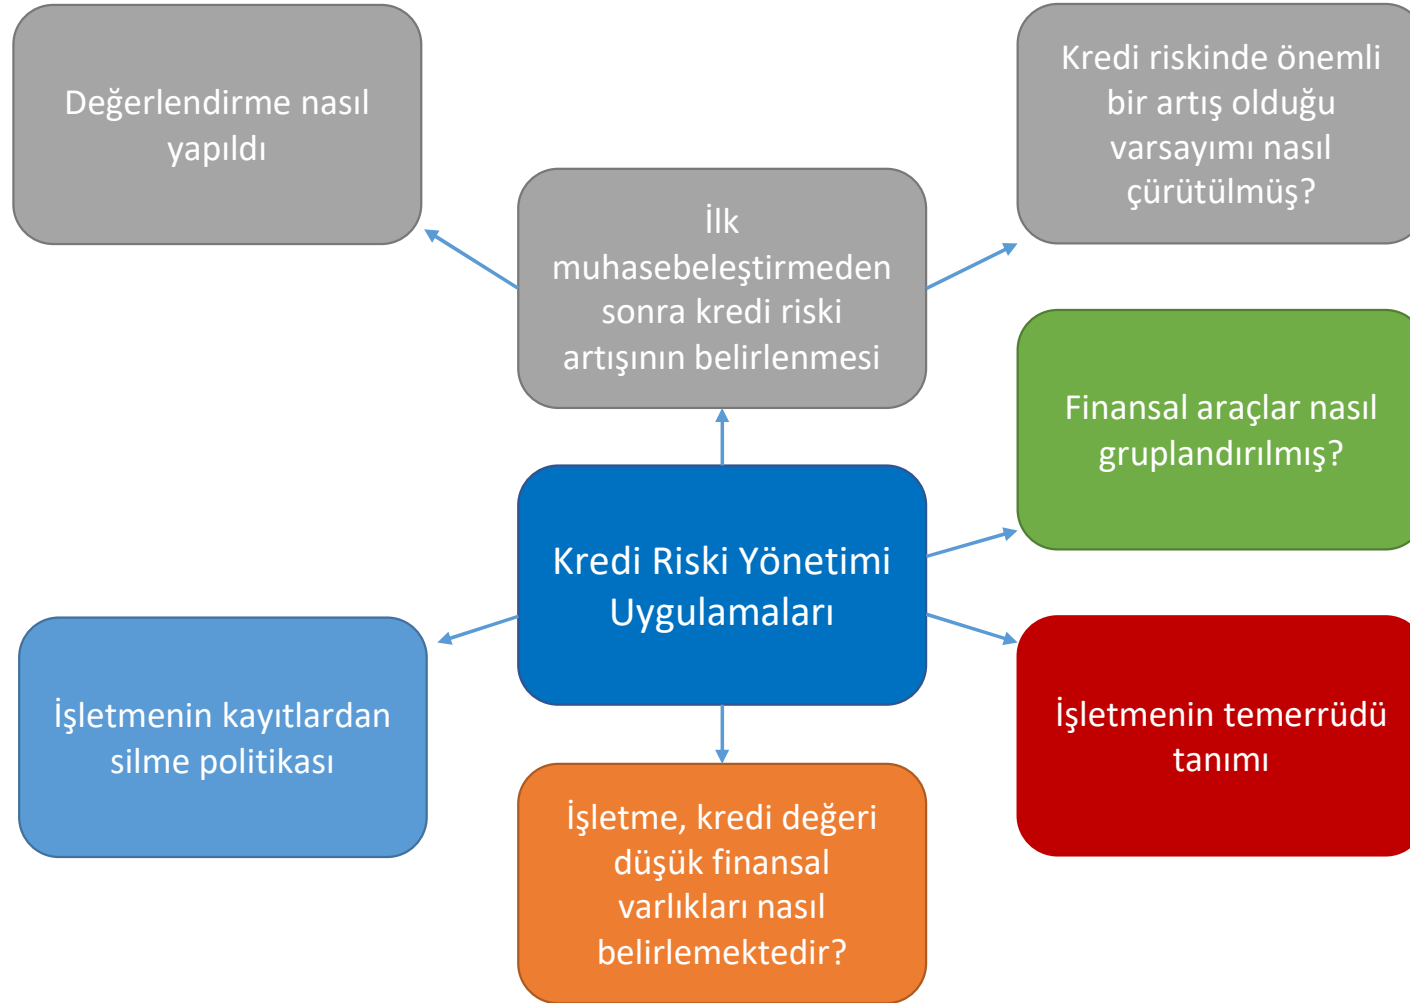 Değerlendirme nasıl
yapıldı
Kredi riskinde önemli
bir artış olduğu
varsayımı nasıl
çürütülmüş?
İlk
muhasebeleştirmeden
sonra kredi riski
artışının belirlenmesi
Finansal araçlar nasıl
gruplandırılmış?
Kredi Riski Yönetimi
Uygulamaları
İşletmenin kayıtlardan
silme politikası
İşletmenin temerrüdü
tanımı
İşletme, kredi değeri
düşük finansal
varlıkları nasıl
belirlemektedir?